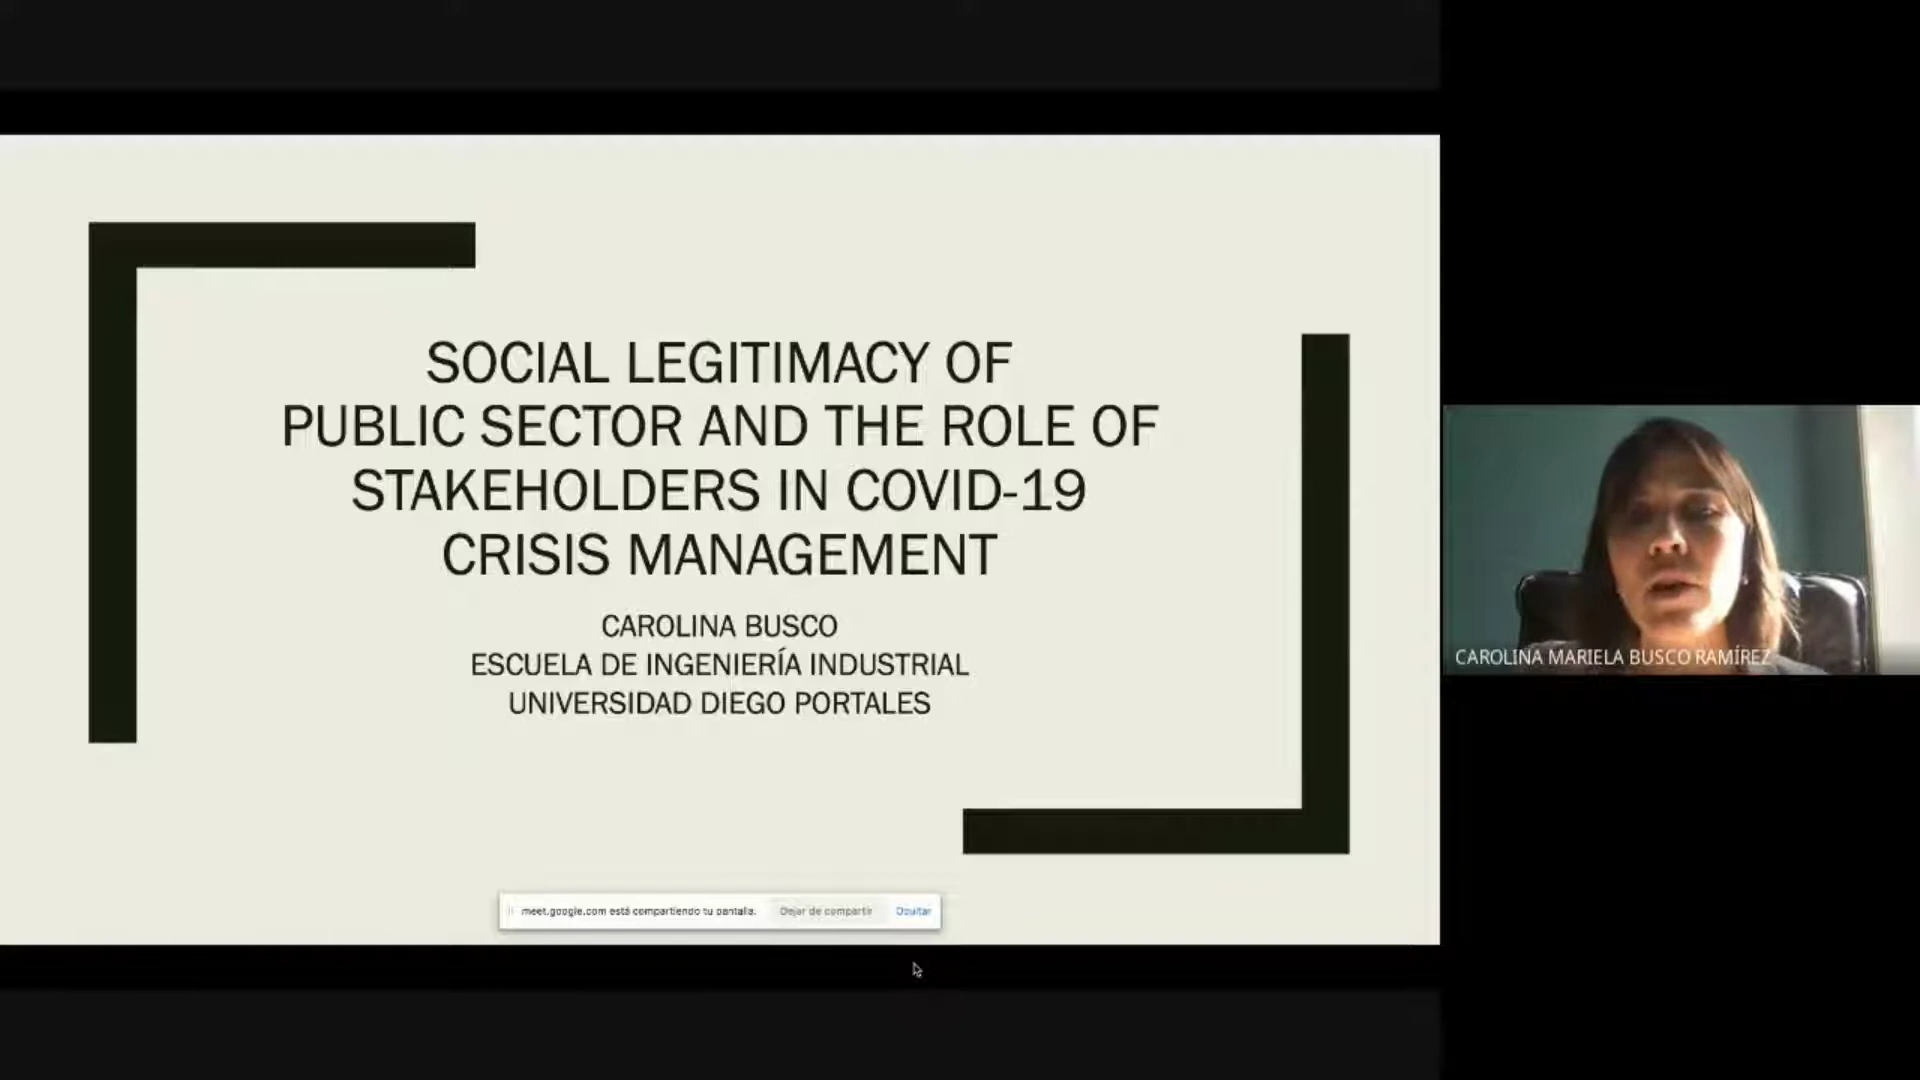 SOCIAL LEGITIMACY OF
PUBLIC SECTOR AND THE ROLE OF
STAKEHOLDERS IN COVID-19
CRISIS MANAGEMENT
CAROLINA BUSCO
ESCUELA DE INGENIERÍA INDUSTRIAL
UNIVERSIDAD DIEGO PORTALES
meet.google.com está compartiendo tu pantalla. Dejar de compartir Ocultar
CAROLINA MARIELA BUSCO RAMÍREZ